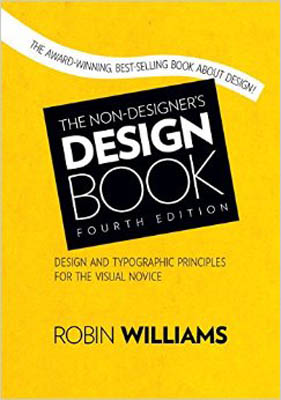 THE AWARD-WINNING, BEST-SELLING BOOK ABOUT DESIGN!
THE NON-DESIGNER'S
DESIGN
BOOK
FOURTH EDITION
DESIGN AND TYPOGRAPHIC PRINCIPLES
FOR THE VISUAL NOVICE
ROBIN WILLIAMS